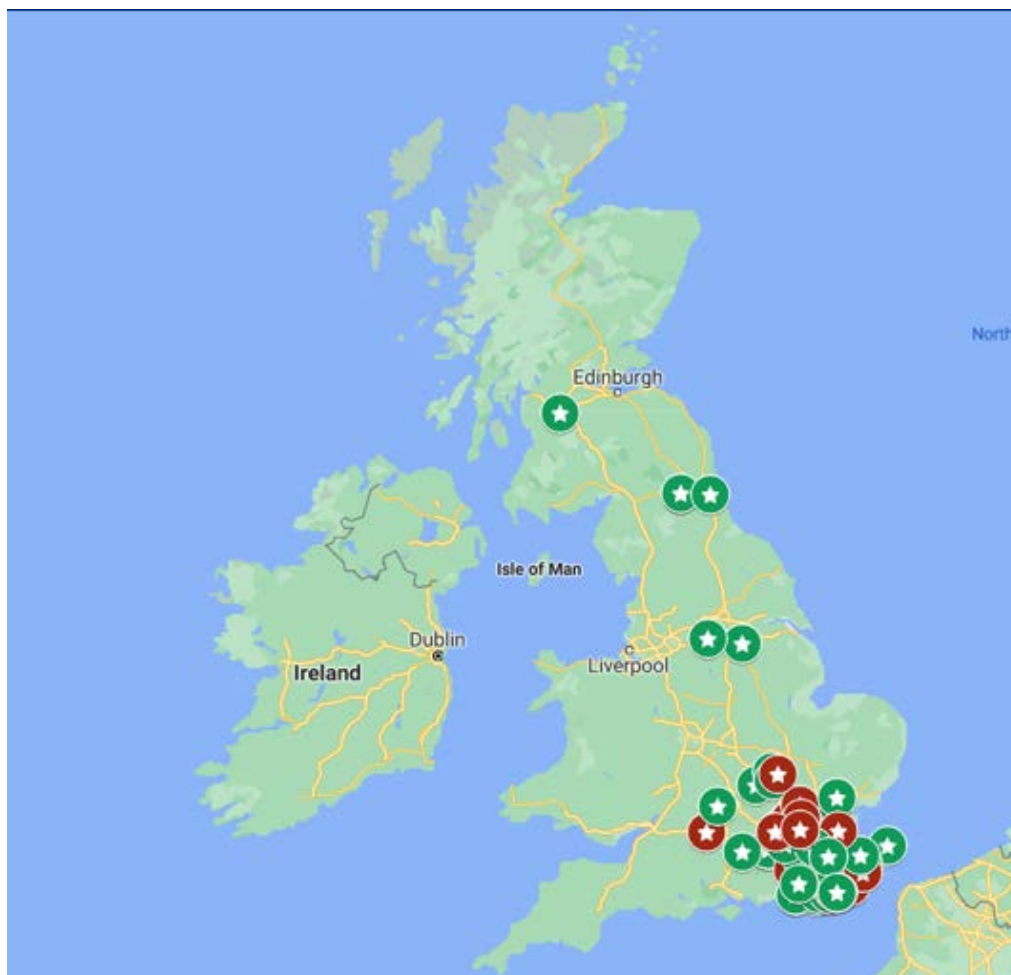 North
Edinburgh
Isle of Man
Dublin
Liverpool
Ireland